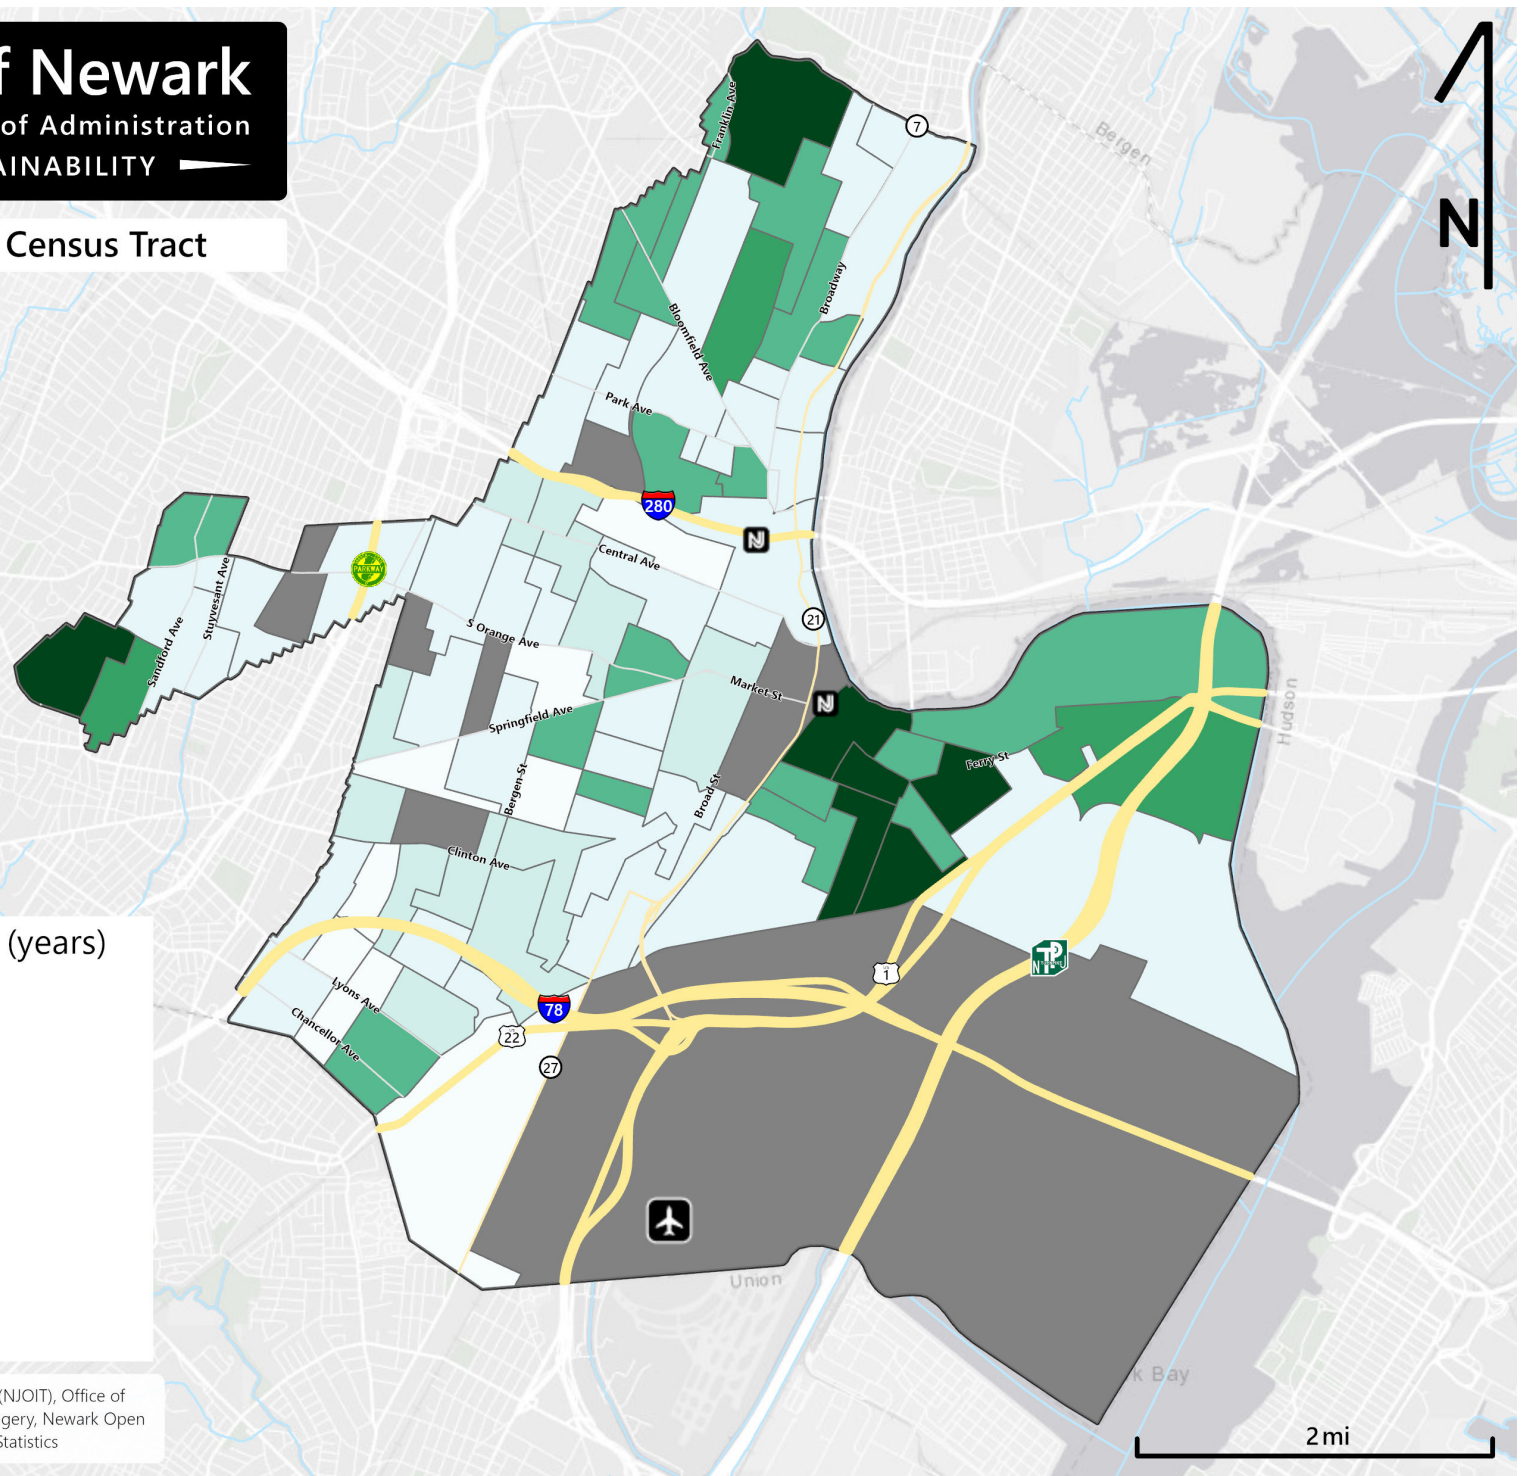 f Newark
of Administration
AINABILITY
Census Tract
N
7
Bergen
Franklin Ave
Broadway
Bloomfield Ave
Park Ave
280
Central Ave
Stuyvesant Ave
PARKWAY
Sandford Ave
S Orange Ave
21
Market St
Springfield Ave
Hudson
Ferry St
Bergen St
Broad St
Clinton Ave
(years)
1
Lyons Ave
78
Chancellor Ave
22
27
Union
k Bay
(NJOIT), Office of
gery, Newark Open
Statistics
2 mi